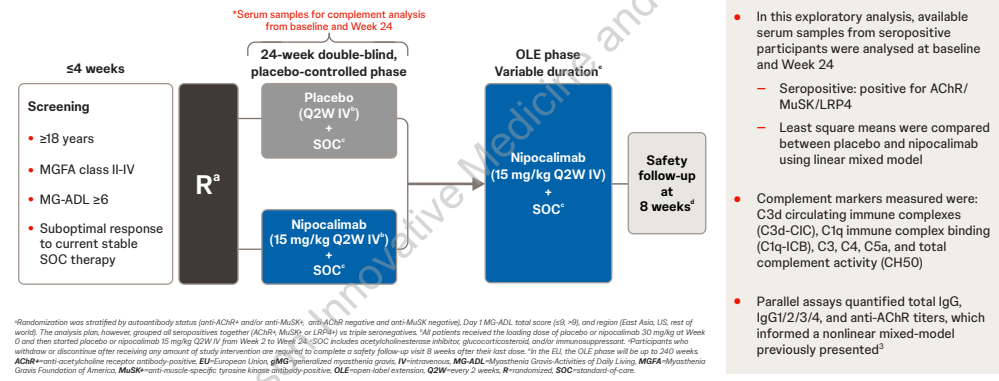 *Serum samples for complement analysis
from baseline and Week 24
≤4 weeks
24-week double-blind,
placebo-controlled phase
OLE phase
Variable durationᵉ
Screening
• ≥18 years
• MGFA class II-IV
• MG-ADL ≥6
• Suboptimal response
to current stable
SOC therapy
Rᵃ
Placebo
(Q2W IVᵇ)
+
SOCᶜ
Nipocalimab
(15 mg/kg Q2W IVᵇ)
+
SOCᶜ
Nipocalimab
(15 mg/kg Q2W IV)
+
SOCᶜ
Safety
follow-up
at
8 weeksᵈ
ᵃRandomization was stratified by autoantibody status (anti-AChR+ and/or anti-MuSK+, anti-AChR negative and anti-MuSK negative), Day 1 MG-ADL total score (≤9, >9), and region (East Asia, US, rest of
world). The analysis plan, however, grouped all seropositives together (AChR+, MuSK+ or LRP4+) vs triple seronegatives. ᵇAll patients received the loading dose of placebo or nipocalimab 30 mg/kg at Week
0 and then started placebo or nipocalimab 15 mg/kg Q2W IV from Week 2 to Week 24. ᶜSOC includes acetylcholinesterase inhibitor, glucocorticosteroid, and/or immunosuppressant. ᵈParticipants who
withdraw or discontinue after receiving any amount of study intervention are required to complete a safety follow-up visit 8 weeks after their last dose. ᵉIn the EU, the OLE phase will be up to 240 weeks.
AChR+=anti-acetylcholine receptor antibody-positive, EU=European Union, gMG=generalized myasthenia gravis, IV=intravenous, MG-ADL=Myasthenia Gravis-Activities of Daily Living, MGFA=Myasthenia
Gravis Foundation of America, MuSK+=anti-muscle-specific tyrosine kinase antibody-positive, OLE=open-label extension, Q2W=every 2 weeks, R=randomized, SOC=standard-of-care.
• In this exploratory analysis, available
serum samples from seropositive
participants were analysed at baseline
and Week 24
– Seropositive: positive for AChR/
MuSK/LRP4
– Least square means were compared
between placebo and nipocalimab
using linear mixed model
• Complement markers measured were:
C3d circulating immune complexes
(C3d-CIC), C1q immune complex binding
(C1q-ICB), C3, C4, C5a, and total
complement activity (CH50)
• Parallel assays quantified total IgG,
IgG1/2/3/4, and anti-AChR titers, which
informed a nonlinear mixed-model
previously presented³
Innovative Medicine and